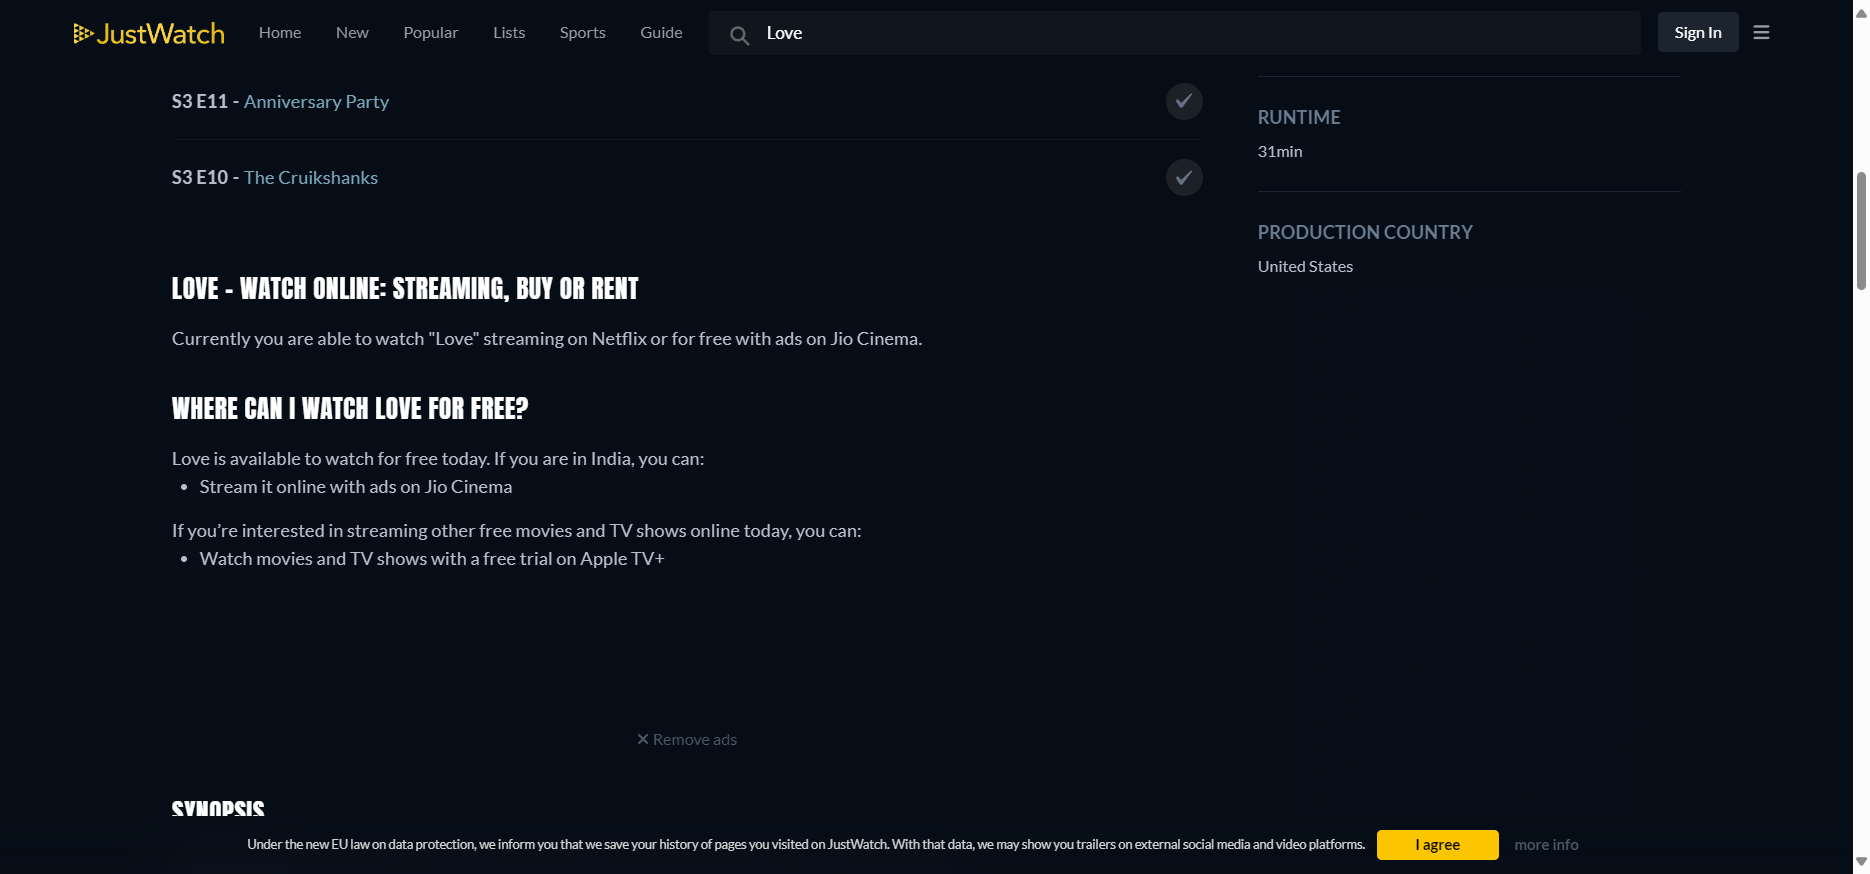 JustWatch Home New Popular Lists Sports Guide Love Sign In
S3 E11 - Anniversary Party
S3 E10 - The Cruikshanks
RUNTIME
31min
PRODUCTION COUNTRY
United States
LOVE - WATCH ONLINE: STREAMING, BUY OR RENT
Currently you are able to watch "Love" streaming on Netflix or for free with ads on Jio Cinema.
WHERE CAN I WATCH LOVE FOR FREE?
Love is available to watch for free today. If you are in India, you can:
• Stream it online with ads on Jio Cinema
If you’re interested in streaming other free movies and TV shows online today, you can:
• Watch movies and TV shows with a free trial on Apple TV+
✕ Remove ads
SYNOPSIS
Under the new EU law on data protection, we inform you that we save your history of pages you visited on JustWatch. With that data, we may show you trailers on external social media and video platforms. I agree more info